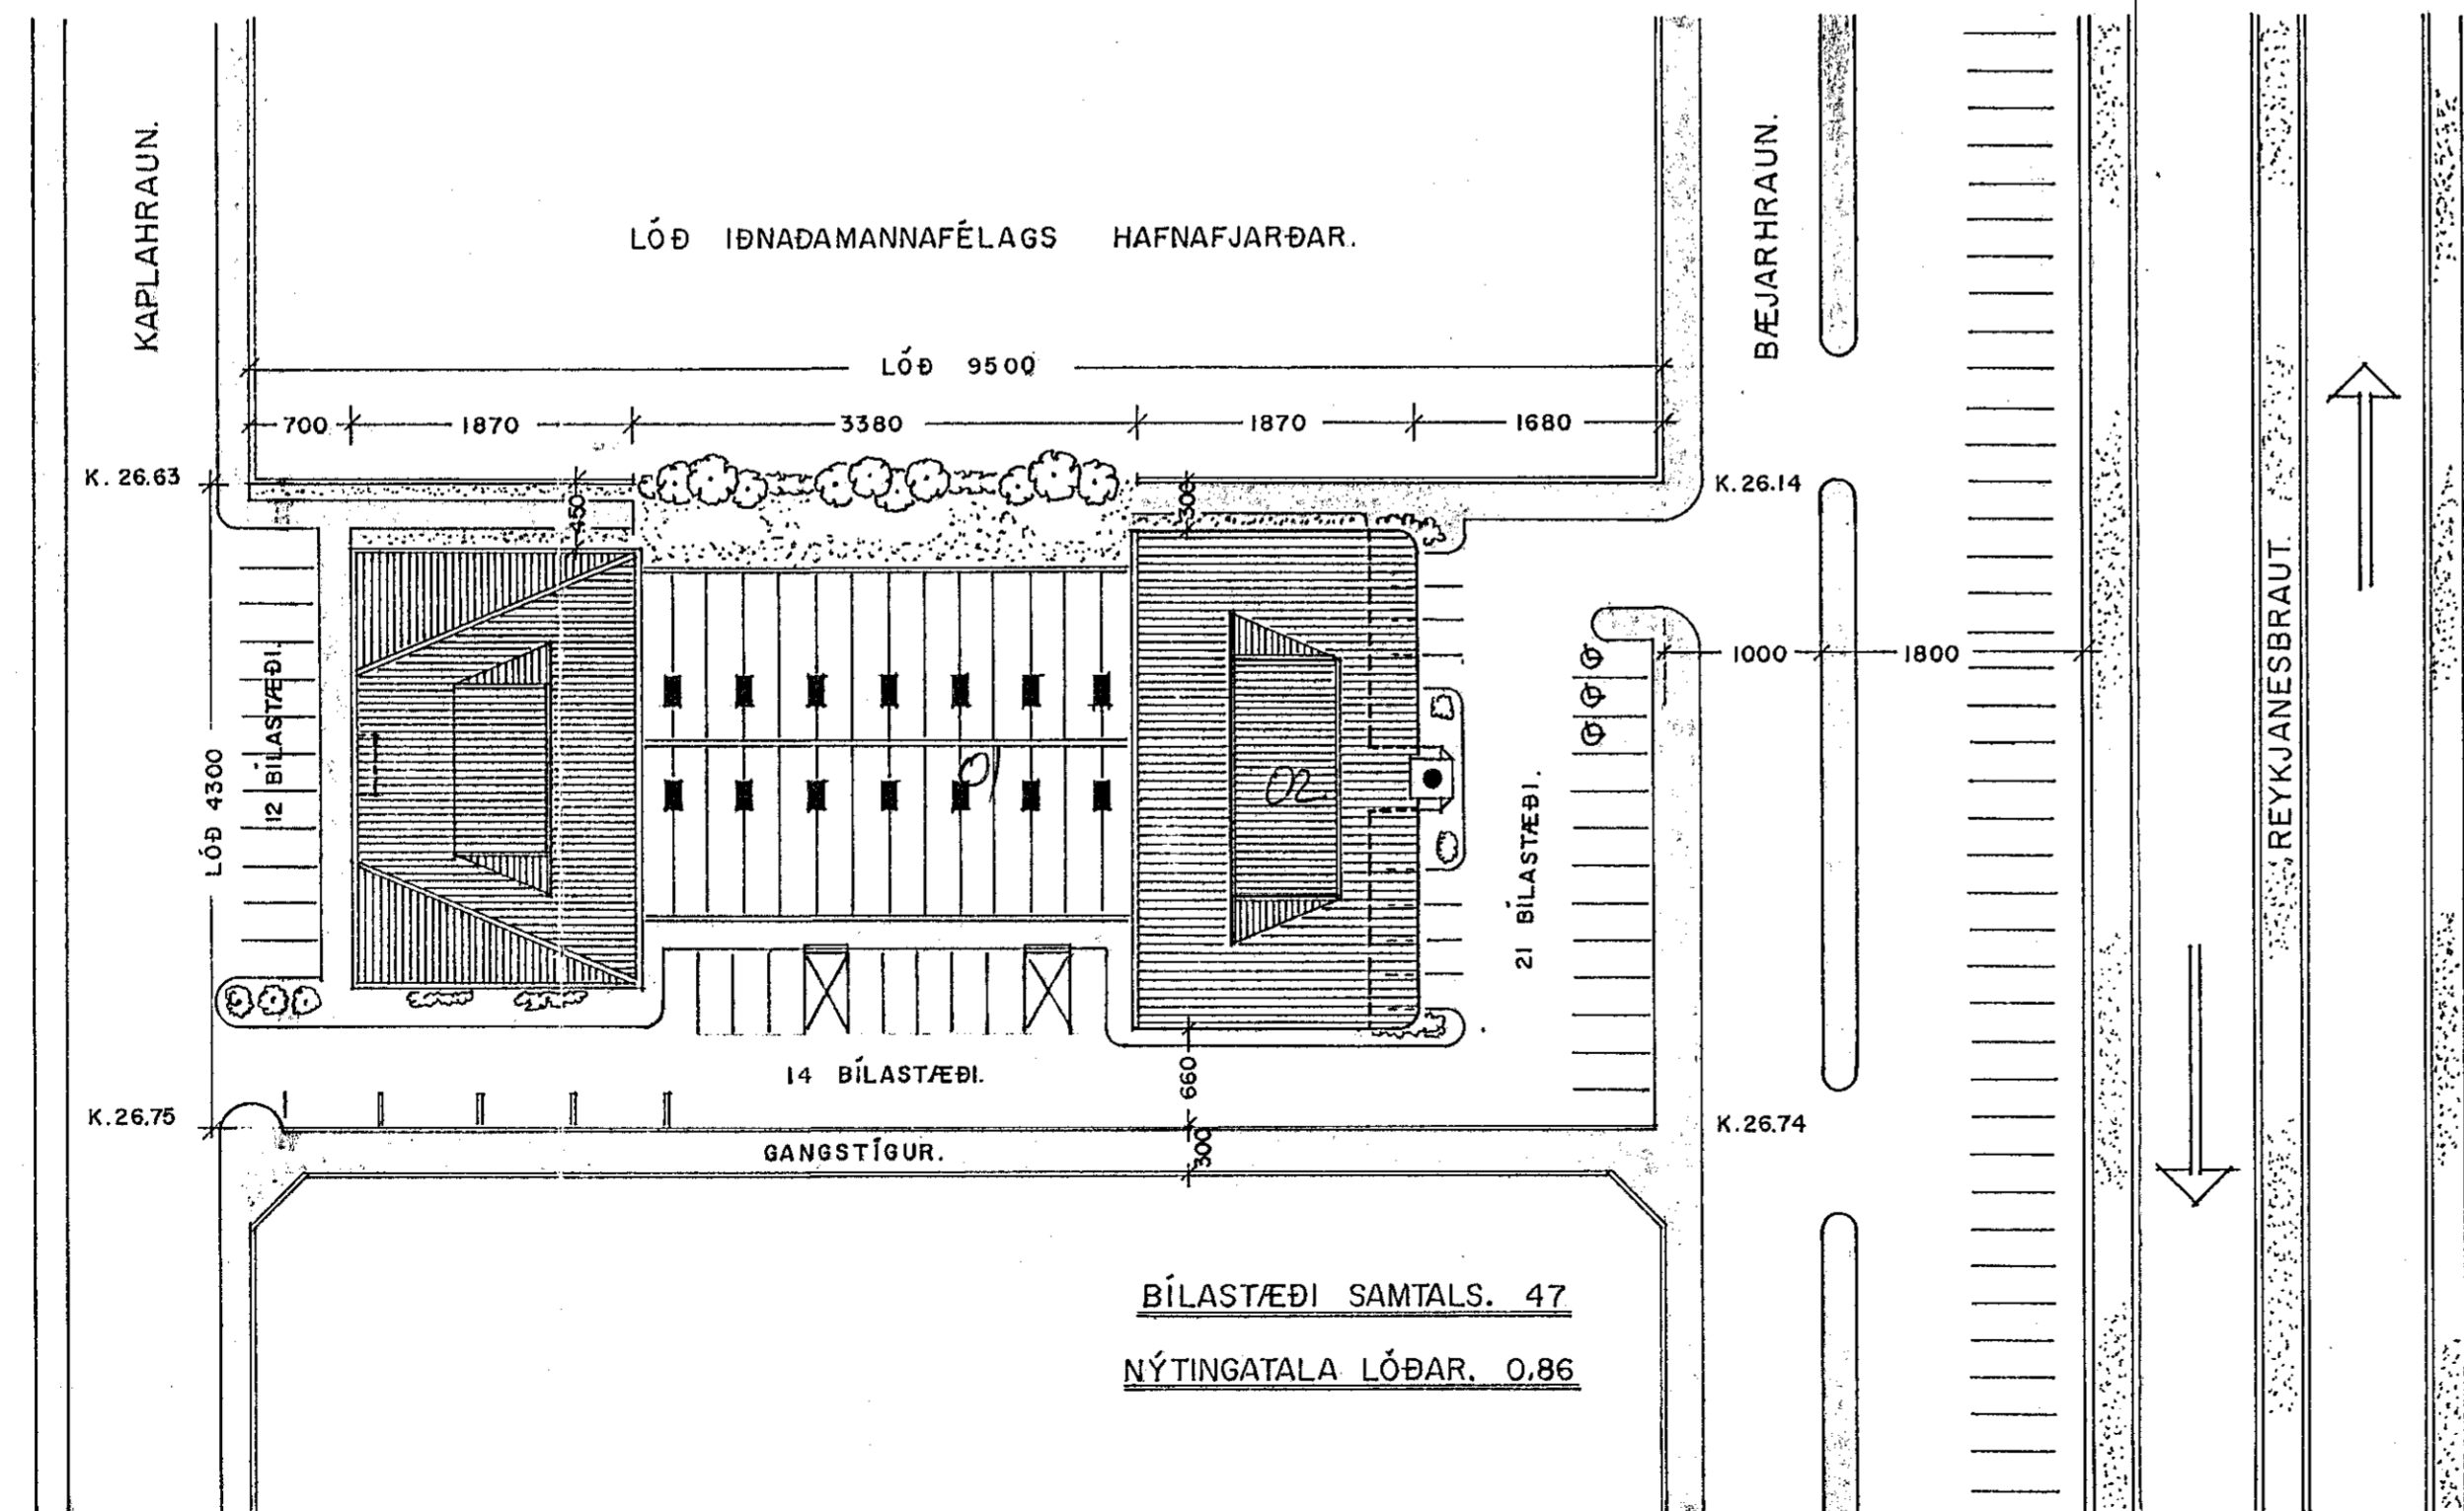 KAPLAHRAUN.
LÓÐ IÐNAÐAMANNAFÉLAGS HAFNAFJARÐAR.
BÆJARHRAUN.
LÓÐ 9500
700
1870
3380
1870
1680
K. 26.63
450
300
K.26.14
12 BÍLASTÆÐI.
LÓÐ 4300
01
02
21 BÍLASTÆÐI.
1000
1800
REYKJANESBRAUT.
14 BÍLASTÆÐI.
660
K.26.75
K.26.74
GANGSTÍGUR.
300
BÍLASTÆÐI SAMTALS. 47
NÝTINGATALA LÓÐAR. 0,86